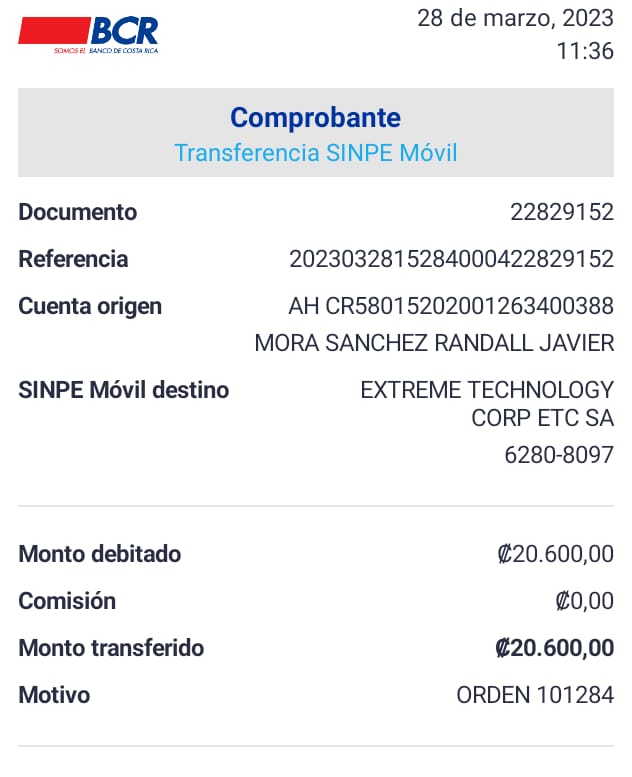 BCR
SOMOS EL BANCO DE COSTA RICA
28 de marzo, 2023
11:36
Comprobante
Transferencia SINPE Móvil
Documento 22829152
Referencia 2023032815284000422829152
Cuenta origen AH CR58015202001263400388
MORA SANCHEZ RANDALL JAVIER
SINPE Móvil destino EXTREME TECHNOLOGY
CORP ETC SA
6280-8097
Monto debitado ₡20.600,00
Comisión ₡0,00
Monto transferido ₡20.600,00
Motivo ORDEN 101284